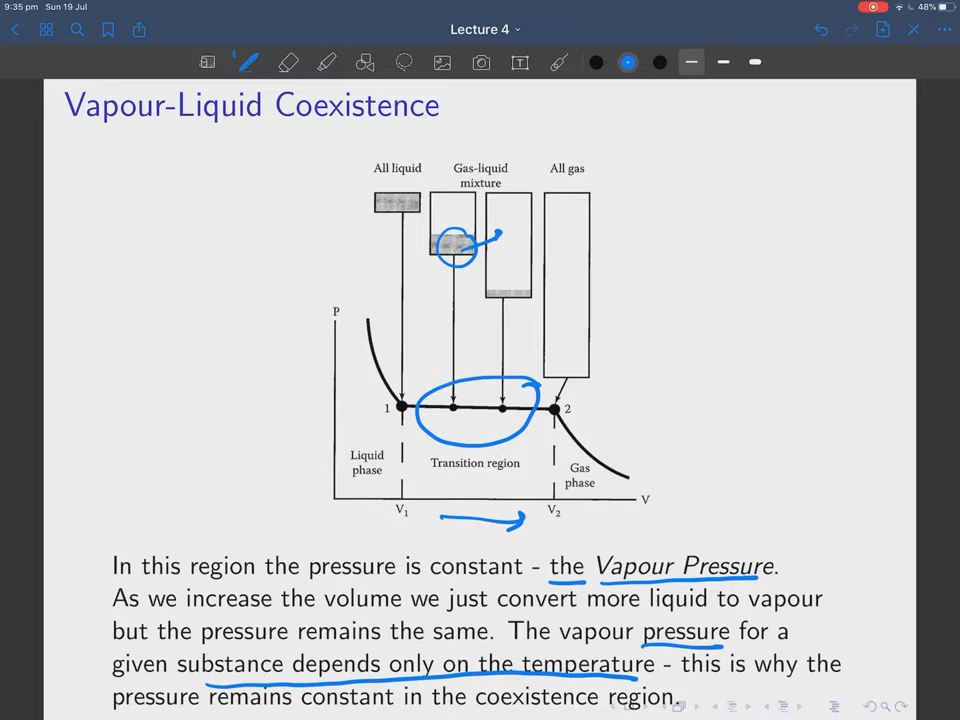 9:35 pm Sun 19 Jul
48%
Lecture 4
Vapour-Liquid Coexistence
All liquid
Gas-liquid
mixture
All gas
P
1
2
Liquid
phase
Transition region
Gas
phase
V
V₁
V₂
In this region the pressure is constant - the Vapour Pressure.
As we increase the volume we just convert more liquid to vapour
but the pressure remains the same. The vapour pressure for a
given substance depends only on the temperature - this is why the
pressure remains constant in the coexistence region.